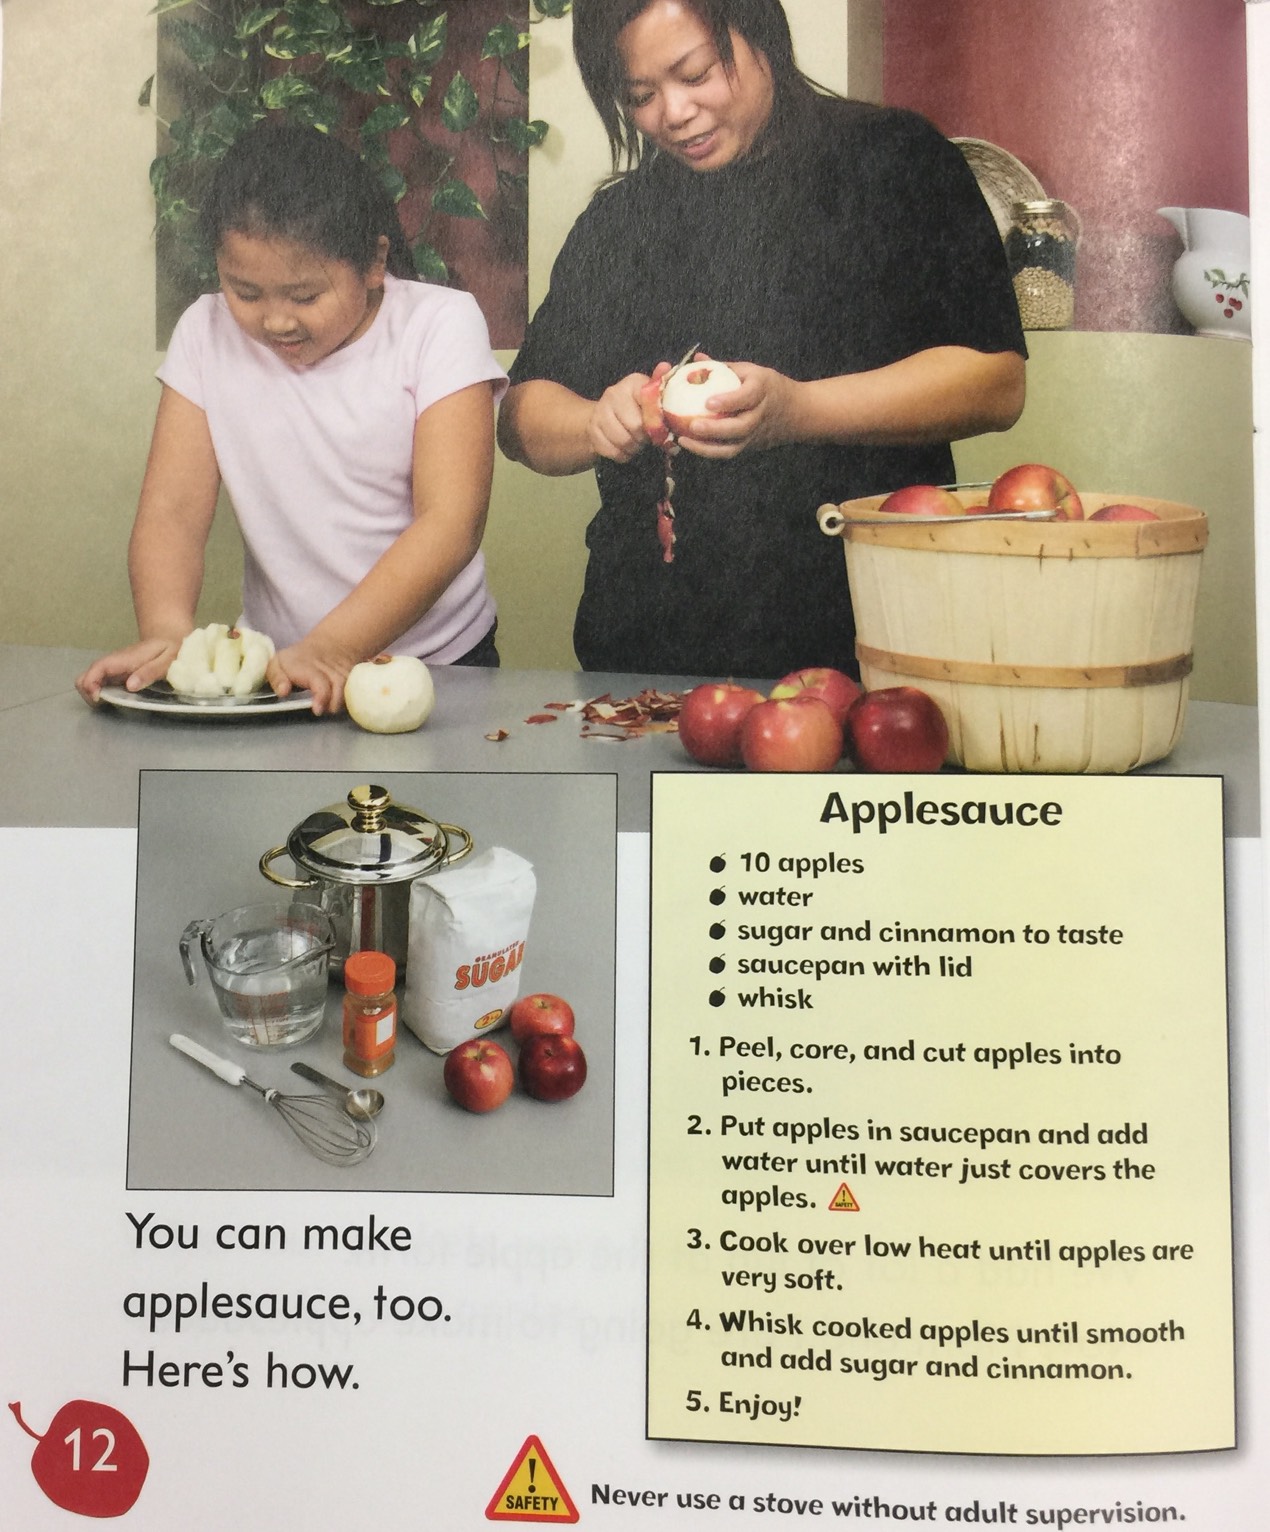 GRANULATED
SUGAR
2 kg
Applesauce
10 apples
water
sugar and cinnamon to taste
saucepan with lid
whisk
1. Peel, core, and cut apples into
pieces.
2. Put apples in saucepan and add
water until water just covers the
apples. ! SAFETY
3. Cook over low heat until apples are
very soft.
4. Whisk cooked apples until smooth
and add sugar and cinnamon.
5. Enjoy!
You can make
applesauce, too.
Here's how.
12
! SAFETY
Never use a stove without adult supervision.